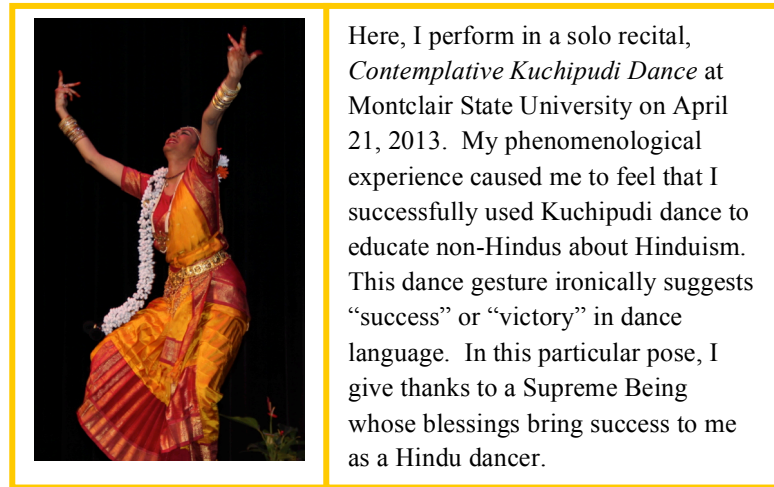 Here, I perform in a solo recital,
Contemplative Kuchipudi Dance at
Montclair State University on April
21, 2013.  My phenomenological
experience caused me to feel that I
successfully used Kuchipudi dance to
educate non-Hindus about Hinduism.
This dance gesture ironically suggests
“success” or “victory” in dance
language.  In this particular pose, I
give thanks to a Supreme Being
whose blessings bring success to me
as a Hindu dancer.